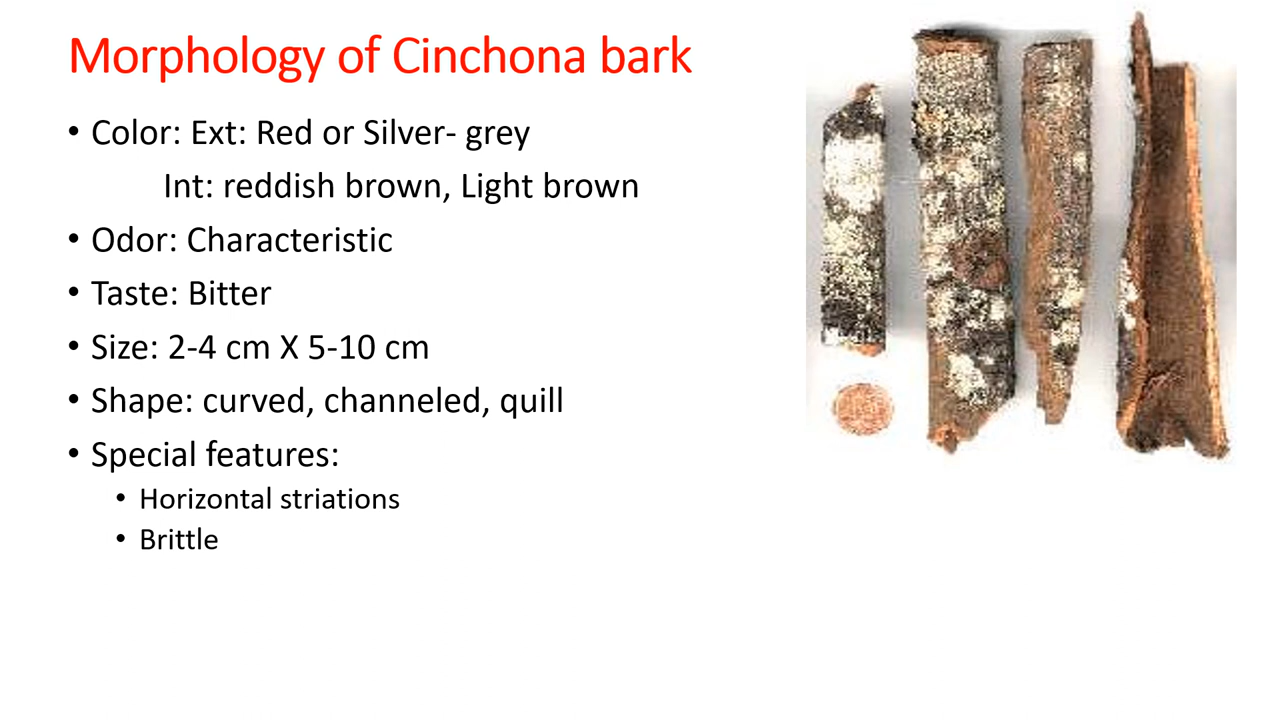 Morphology of Cinchona bark
• Color: Ext: Red or Silver- grey
Int: reddish brown, Light brown
• Odor: Characteristic
• Taste: Bitter
• Size: 2-4 cm X 5-10 cm
• Shape: curved, channeled, quill
• Special features:
• Horizontal striations
• Brittle